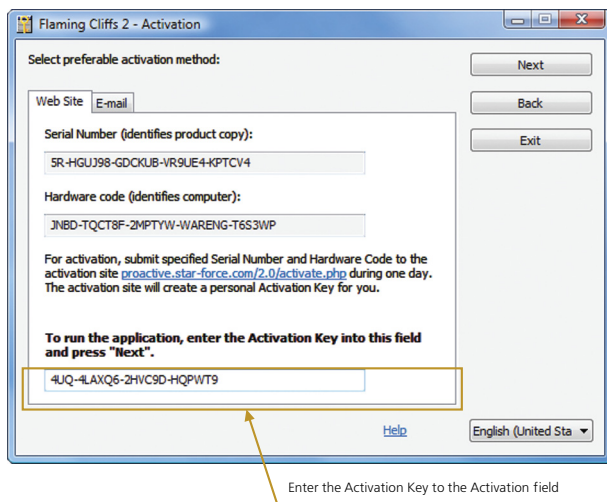 Flaming Cliffs 2 - Activation
Select preferable activation method:
Next
Web Site E-mail
Back
Serial Number (identifies product copy):
Exit
5R-HGUJ98-GDCKUB-VR9UE4-KPTCV4
Hardware code (identifies computer):
JNBD-TQCT8F-2MPTYW-WARENG-T6S3WP
For activation, submit specified Serial Number and Hardware Code to the
activation site proactive.star-force.com/2.0/activate.php during one day.
The activation site will create a personal Activation Key for you.
To run the application, enter the Activation Key into this field
and press "Next".
4UQ-4LAXQ6-2HVC9D-HQPWT9
Help
English (United Sta
Enter the Activation Key to the Activation field